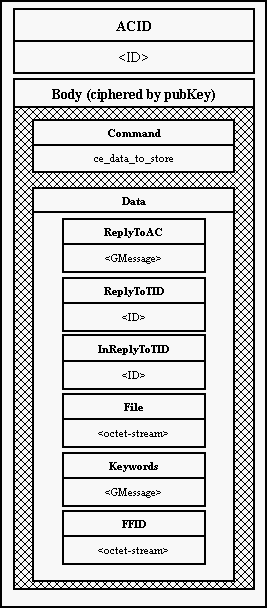 ACID
<ID>
Body (ciphered by pubKey)
Command
ce_data_to_store
Data
ReplyToAC
<GMessage>
ReplyToTID
<ID>
InReplyToTID
<ID>
File
<octet-stream>
Keywords
<GMessage>
FFID
<octet-stream>